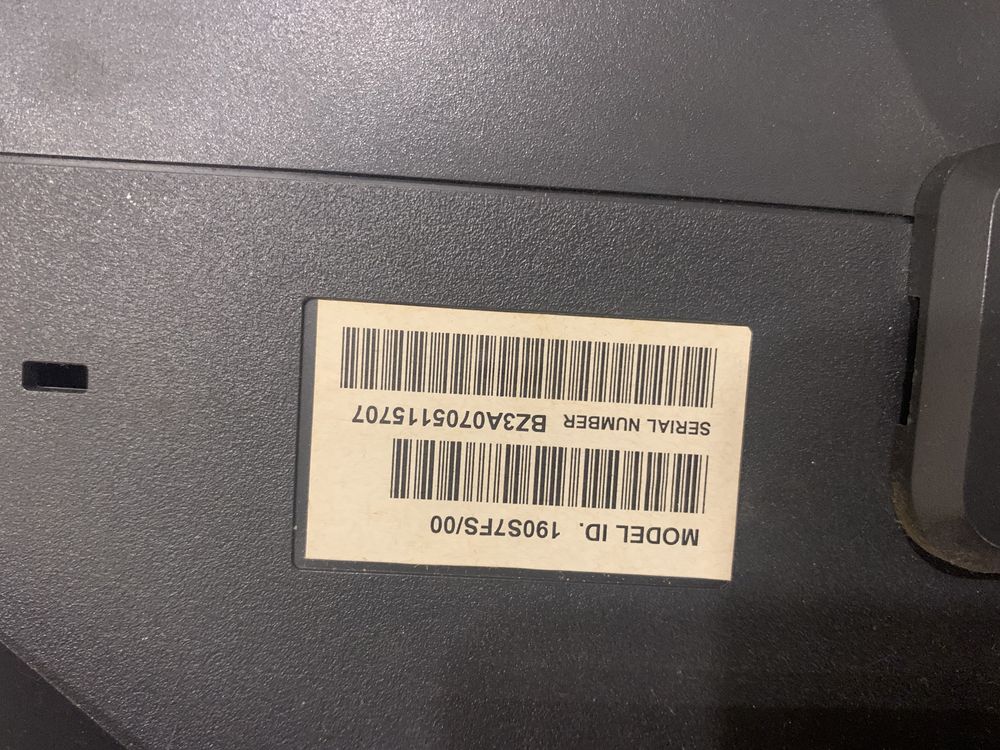 MODEL ID. 190S7FS/00
SERIAL NUMBER BZ3A0705115707